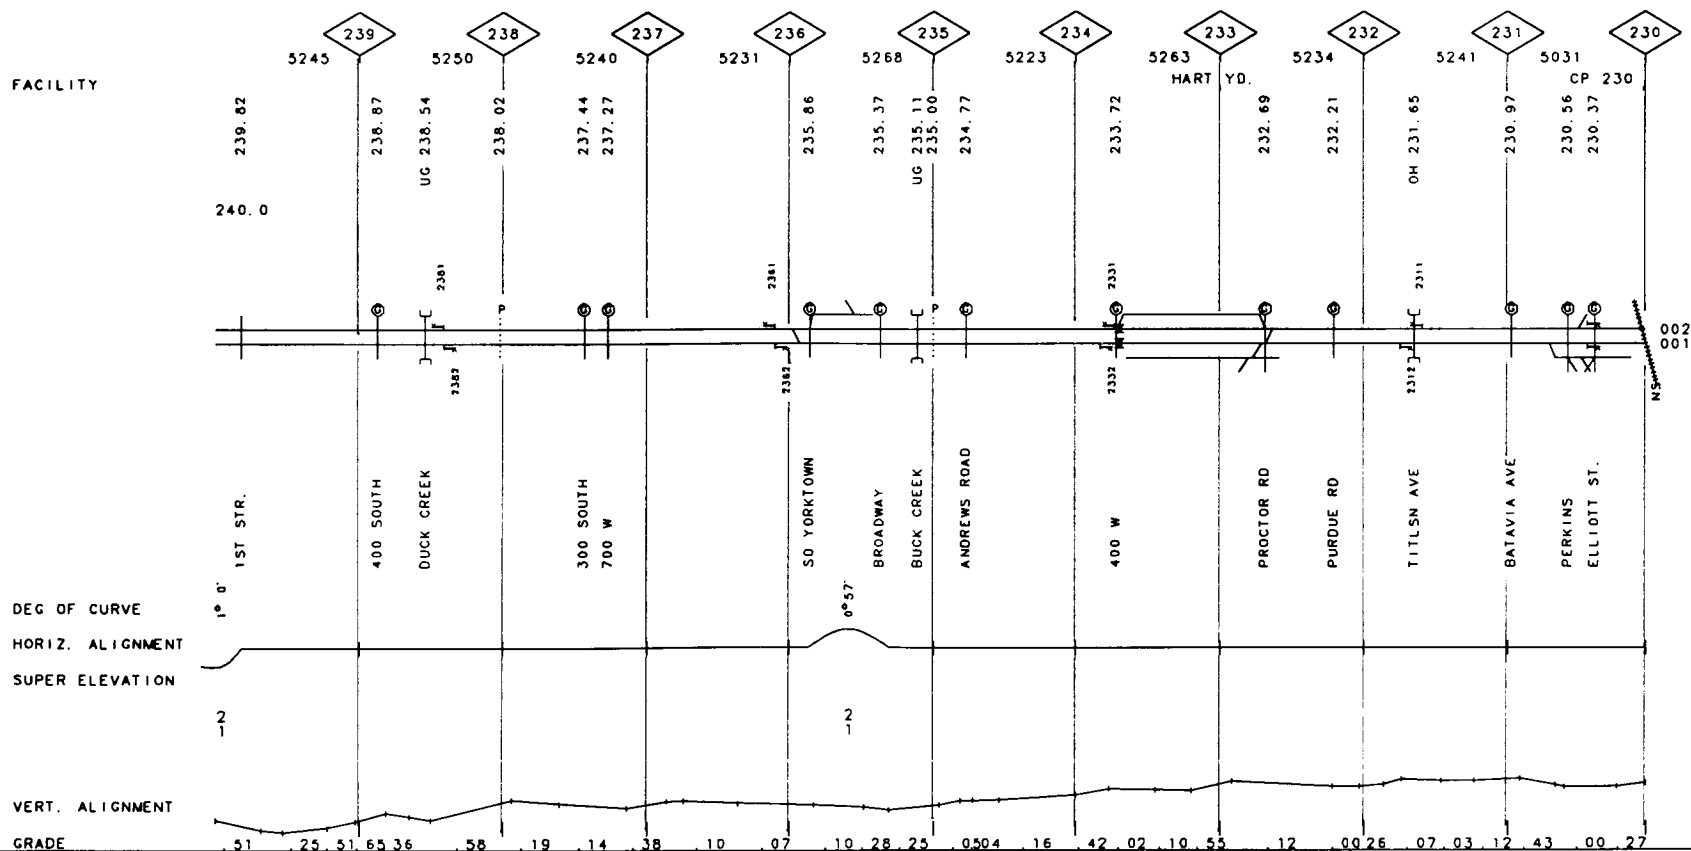 239 238 237 236 235 234 233 232 231 230
5245 5250 5240 5231 5268 5223 5263 5234 5241 5031
FACILITY
HART YD.
CP 230
239.82
238.87
UG 238.54
238.02
237.44
237.27
235.86
235.37
UG 235.11
235.00
234.77
233.72
232.69
232.21
OH 231.65
230.97
230.56
230.37
240.0
2381
2361
2331
2311
G P G G G G P G G G G G G G
002
001
2382
2362
2332
2312
NS
1ST STR.
400 SOUTH
DUCK CREEK
300 SOUTH
700 W
SO YORKTOWN
BROADWAY
BUCK CREEK
ANDREWS ROAD
400 W
PROCTOR RD
PURDUE RD
TITLSN AVE
BATAVIA AVE
PERKINS
ELLIOTT ST.
DEG OF CURVE
1° 0'
0°57'
HORIZ. ALIGNMENT
SUPER ELEVATION
2
1
2
1
VERT. ALIGNMENT
GRADE .51 .25 .51 .65 36 .58 .19 .14 .38 .10 .07 .10 .28 .25 .0504 .16 .42 .02 .10 .55 .12 .0026 .07 .03 .12 .43 .00 .27